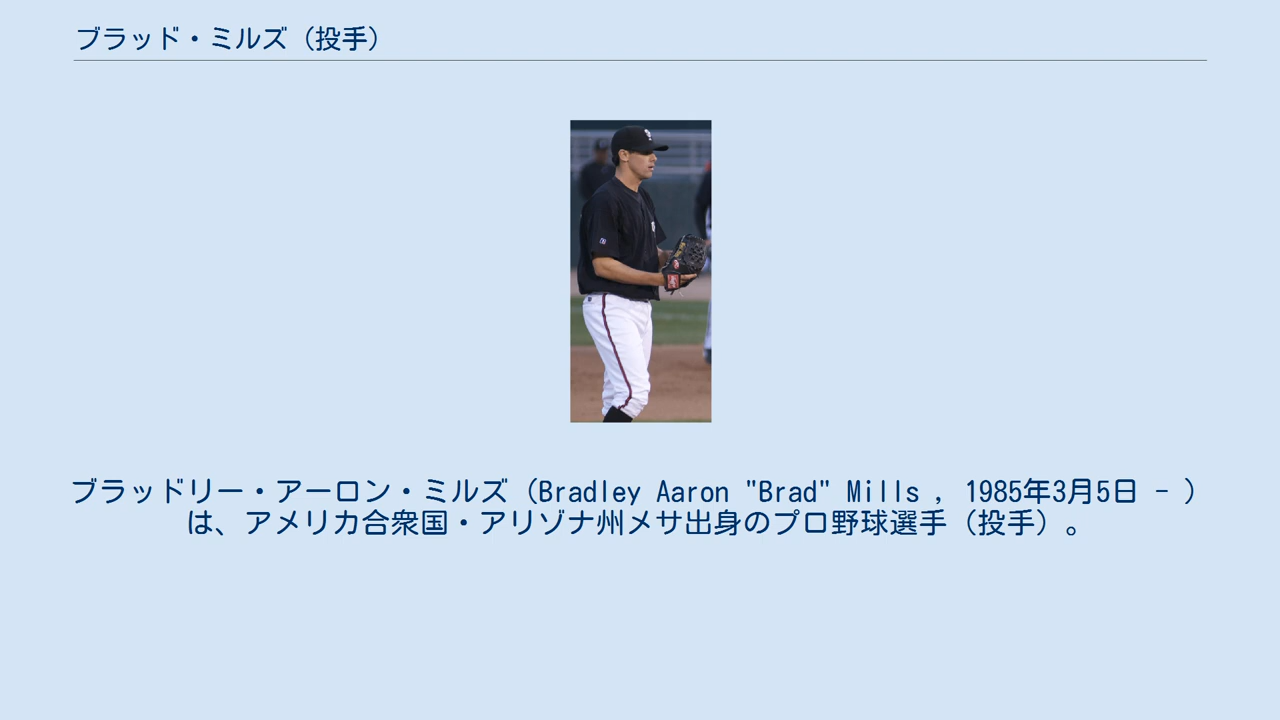 ブラッド・ミルズ（投手）
ブラッドリー・アーロン・ミルズ（Bradley Aaron "Brad" Mills , 1985年3月5日 - ）
は、アメリカ合衆国・アリゾナ州メサ出身のプロ野球選手（投手）。